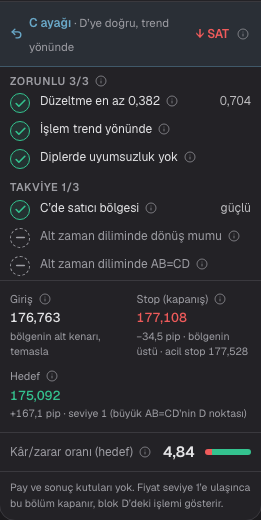 C ayağı · D'ye doğru, trend
yönünde
↓ SAT
ZORUNLU 3/3
Düzeltme en az 0,382
0,704
İşlem trend yönünde
Diplerde uyumsuzluk yok
TAKVİYE 1/3
C'de satıcı bölgesi
güçlü
Alt zaman diliminde dönüş mumu
Alt zaman diliminde AB=CD
Giriş
176,763
bölgenin alt kenarı,
temasla
Stop (kapanış)
177,108
−34,5 pip · bölgenin
üstü · acil stop 177,528
Hedef
175,092
+167,1 pip · seviye 1 (büyük AB=CD'nin D noktası)
Kâr/zarar oranı (hedef)
4,84
Pay ve sonuç kutuları yok. Fiyat seviye 1'e ulaşınca
bu bölüm kapanır, blok D'deki işlemi gösterir.